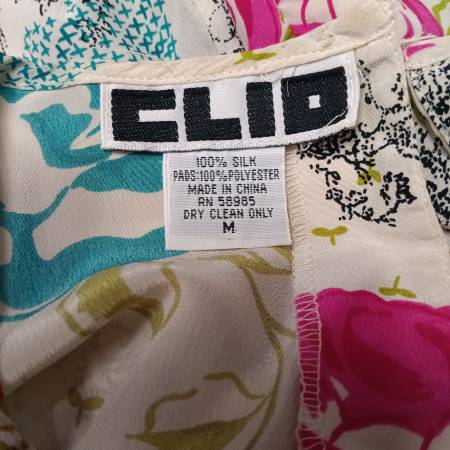 CLIO
100% SILK
PADS:100%POLYESTER
MADE IN CHINA
RN 58985
DRY CLEAN ONLY
M